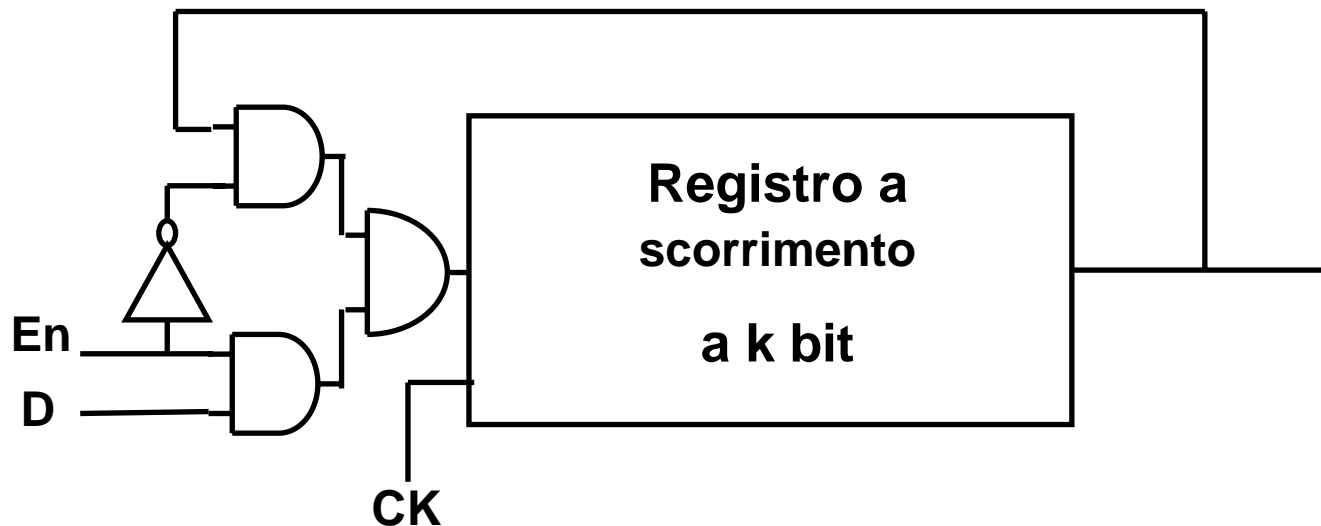 Registro a
scorrimento
a k bit
En
D
CK